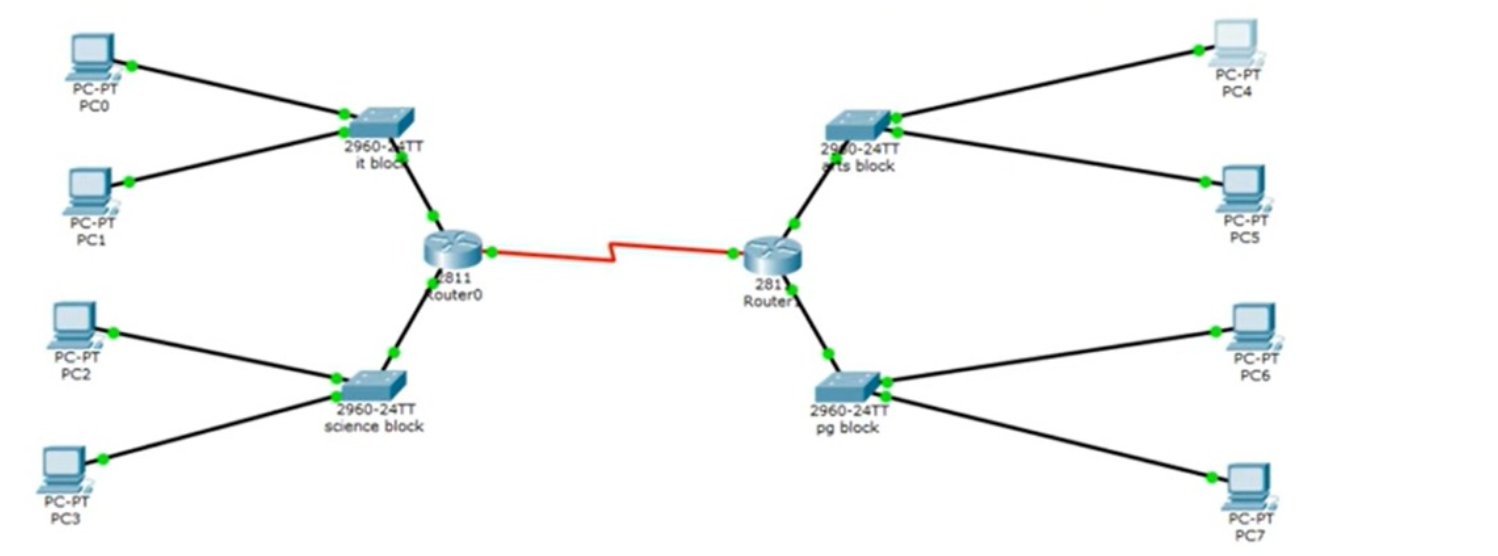 PC-PT
PC0
PC-PT
PC1
2960-24TT
it block
PC-PT
PC2
PC-PT
PC3
2960-24TT
science block
2811
Router0
2960-24TT
arts block
Router
2960-24TT
pg block
PC-PT
PC4
PC-PT
PC5
PC-PT
PC6
PC-PT
PC7